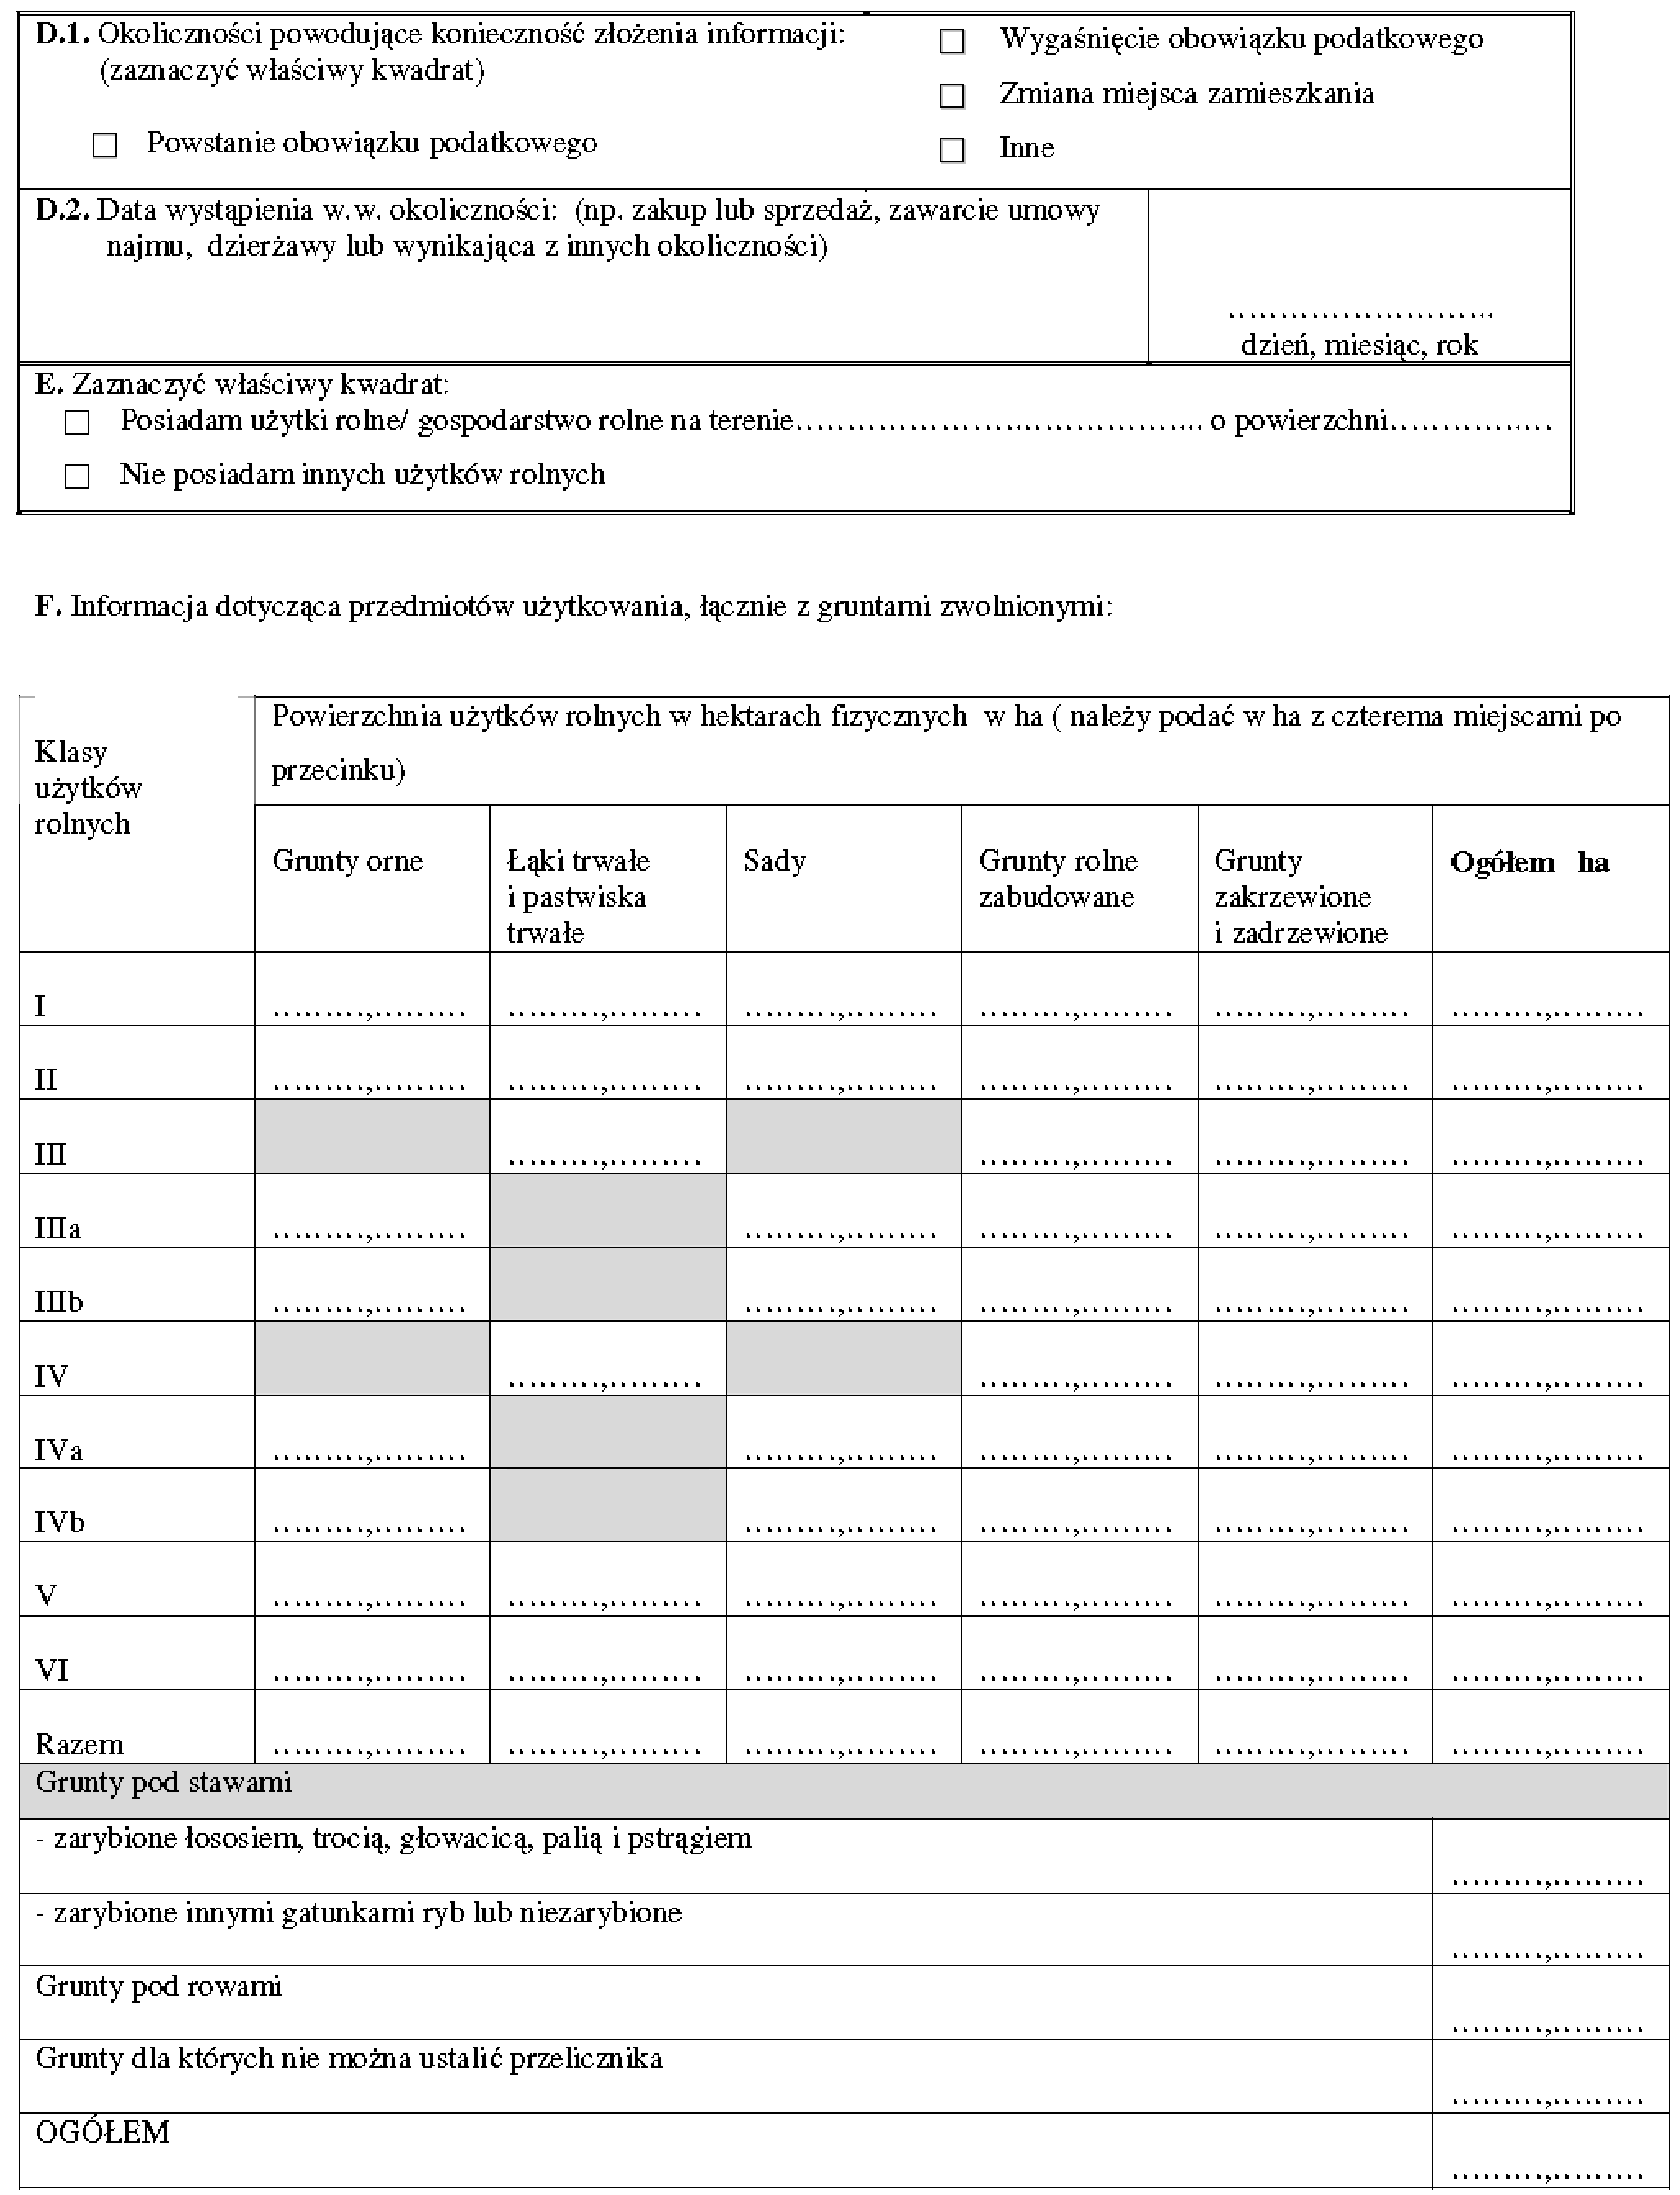 D.1. Okoliczności powodujące konieczność złożenia informacji:
(zaznaczyć właściwy kwadrat)
□ Powstanie obowiązku podatkowego
□ Wygaśnięcie obowiązku podatkowego
□ Zmiana miejsca zamieszkania
□ Inne
D.2. Data wystąpienia w.w. okoliczności: (np. zakup lub sprzedaż, zawarcie umowy
najmu, dzierżawy lub wynikająca z innych okoliczności)
..............................
dzień, miesiąc, rok
E. Zaznaczyć właściwy kwadrat:
□ Posiadam użytki rolne/ gospodarstwo rolne na terenie........................................ o powierzchni................
□ Nie posiadam innych użytków rolnych
F. Informacja dotycząca przedmiotów użytkowania, łącznie z gruntami zwolnionymi:
Klasy
użytków
rolnych
Powierzchnia użytków rolnych w hektarach fizycznych w ha ( należy podać w ha z czterema miejscami po
przecinku)
Grunty orne
Łąki trwałe
i pastwiska
trwałe
Sady
Grunty rolne
zabudowane
Grunty
zakrzewione
i zadrzewione
Ogółem ha
I .........,......... .........,......... .........,......... .........,......... .........,......... .........,.........
II .........,......... .........,......... .........,......... .........,......... .........,......... .........,.........
III .........,......... .........,......... .........,......... .........,.........
IIIa .........,......... .........,......... .........,......... .........,......... .........,.........
IIIb .........,......... .........,......... .........,......... .........,......... .........,.........
IV .........,......... .........,......... .........,......... .........,.........
IVa .........,......... .........,......... .........,......... .........,......... .........,.........
IVb .........,......... .........,......... .........,......... .........,......... .........,.........
V .........,......... .........,......... .........,......... .........,......... .........,......... .........,.........
VI .........,......... .........,......... .........,......... .........,......... .........,......... .........,.........
Razem .........,......... .........,......... .........,......... .........,......... .........,......... .........,.........
Grunty pod stawami
- zarybione łososiem, trocią, głowacicą, palią i pstrągiem
.........,.........
- zarybione innymi gatunkami ryb lub niezarybione
.........,.........
Grunty pod rowami
.........,.........
Grunty dla których nie można ustalić przelicznika
.........,.........
OGÓŁEM
.........,.........